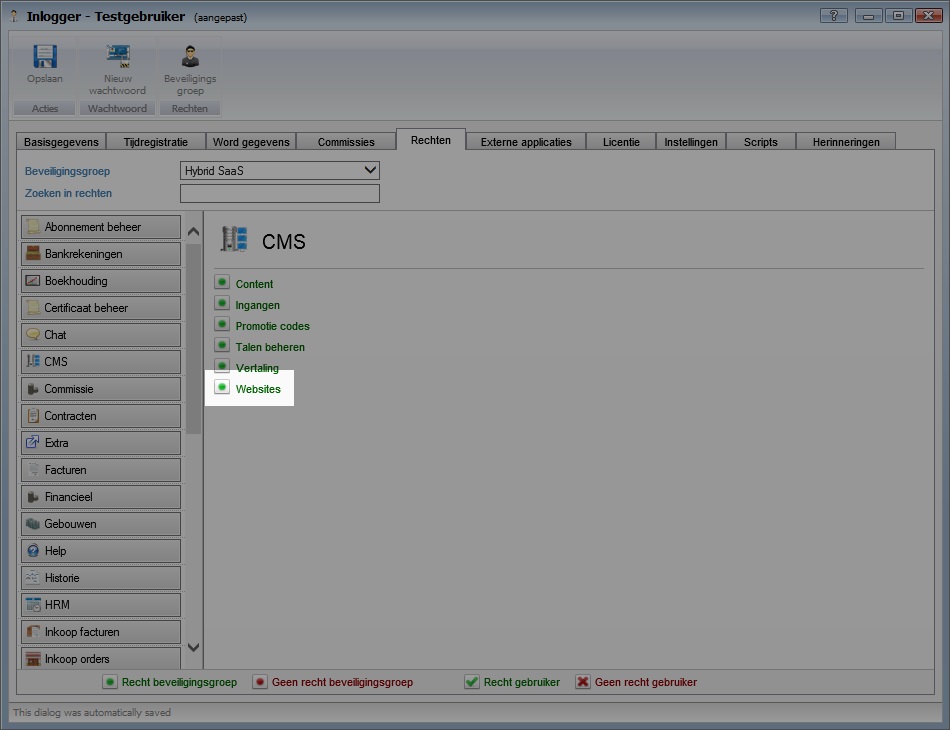 Inlogger - Testgebruiker (aangepast)
Opslaan
Nieuw wachtwoord
Beveiligings groep
Acties Wachtwoord Rechten
Basisgegevens Tijdregistratie Word gegevens Commissies Rechten Externe applicaties Licentie Instellingen Scripts Herinneringen
Beveiligingsgroep Hybrid SaaS
Zoeken in rechten
Abonnement beheer
Bankrekeningen
Boekhouding
Certificaat beheer
Chat
CMS
Commissie
Contracten
Extra
Facturen
Financieel
Gebouwen
Help
Historie
HRM
Inkoop facturen
Inkoop orders
CMS
Content
Ingangen
Promotie codes
Talen beheren
Vertaling
Websites
Recht beveiligingsgroep Geen recht beveiligingsgroep Recht gebruiker Geen recht gebruiker
This dialog was automatically saved